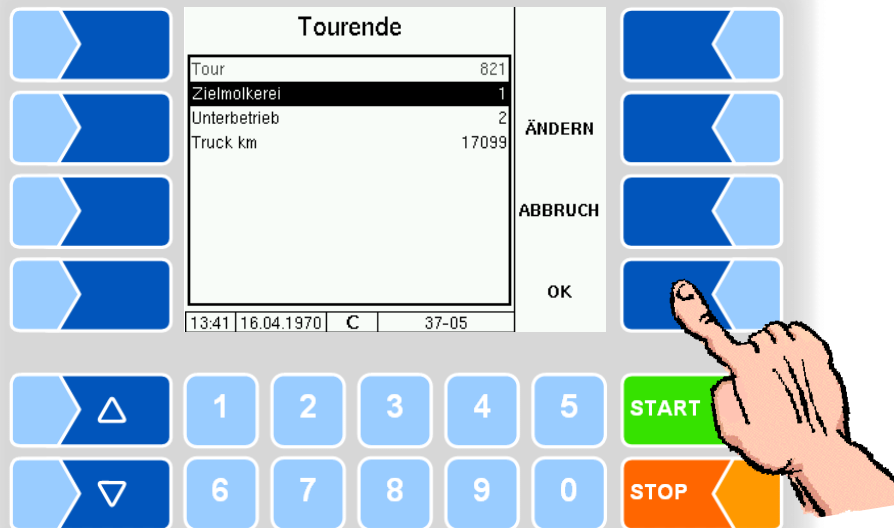 Tourende
Tour 821
Zielmolkerei 1
Unterbetrieb 2
Truck km 17099
ÄNDERN
ABBRUCH
OK
13:41 16.04.1970 C 37-05
1 2 3 4 5 START
6 7 8 9 0 STOP